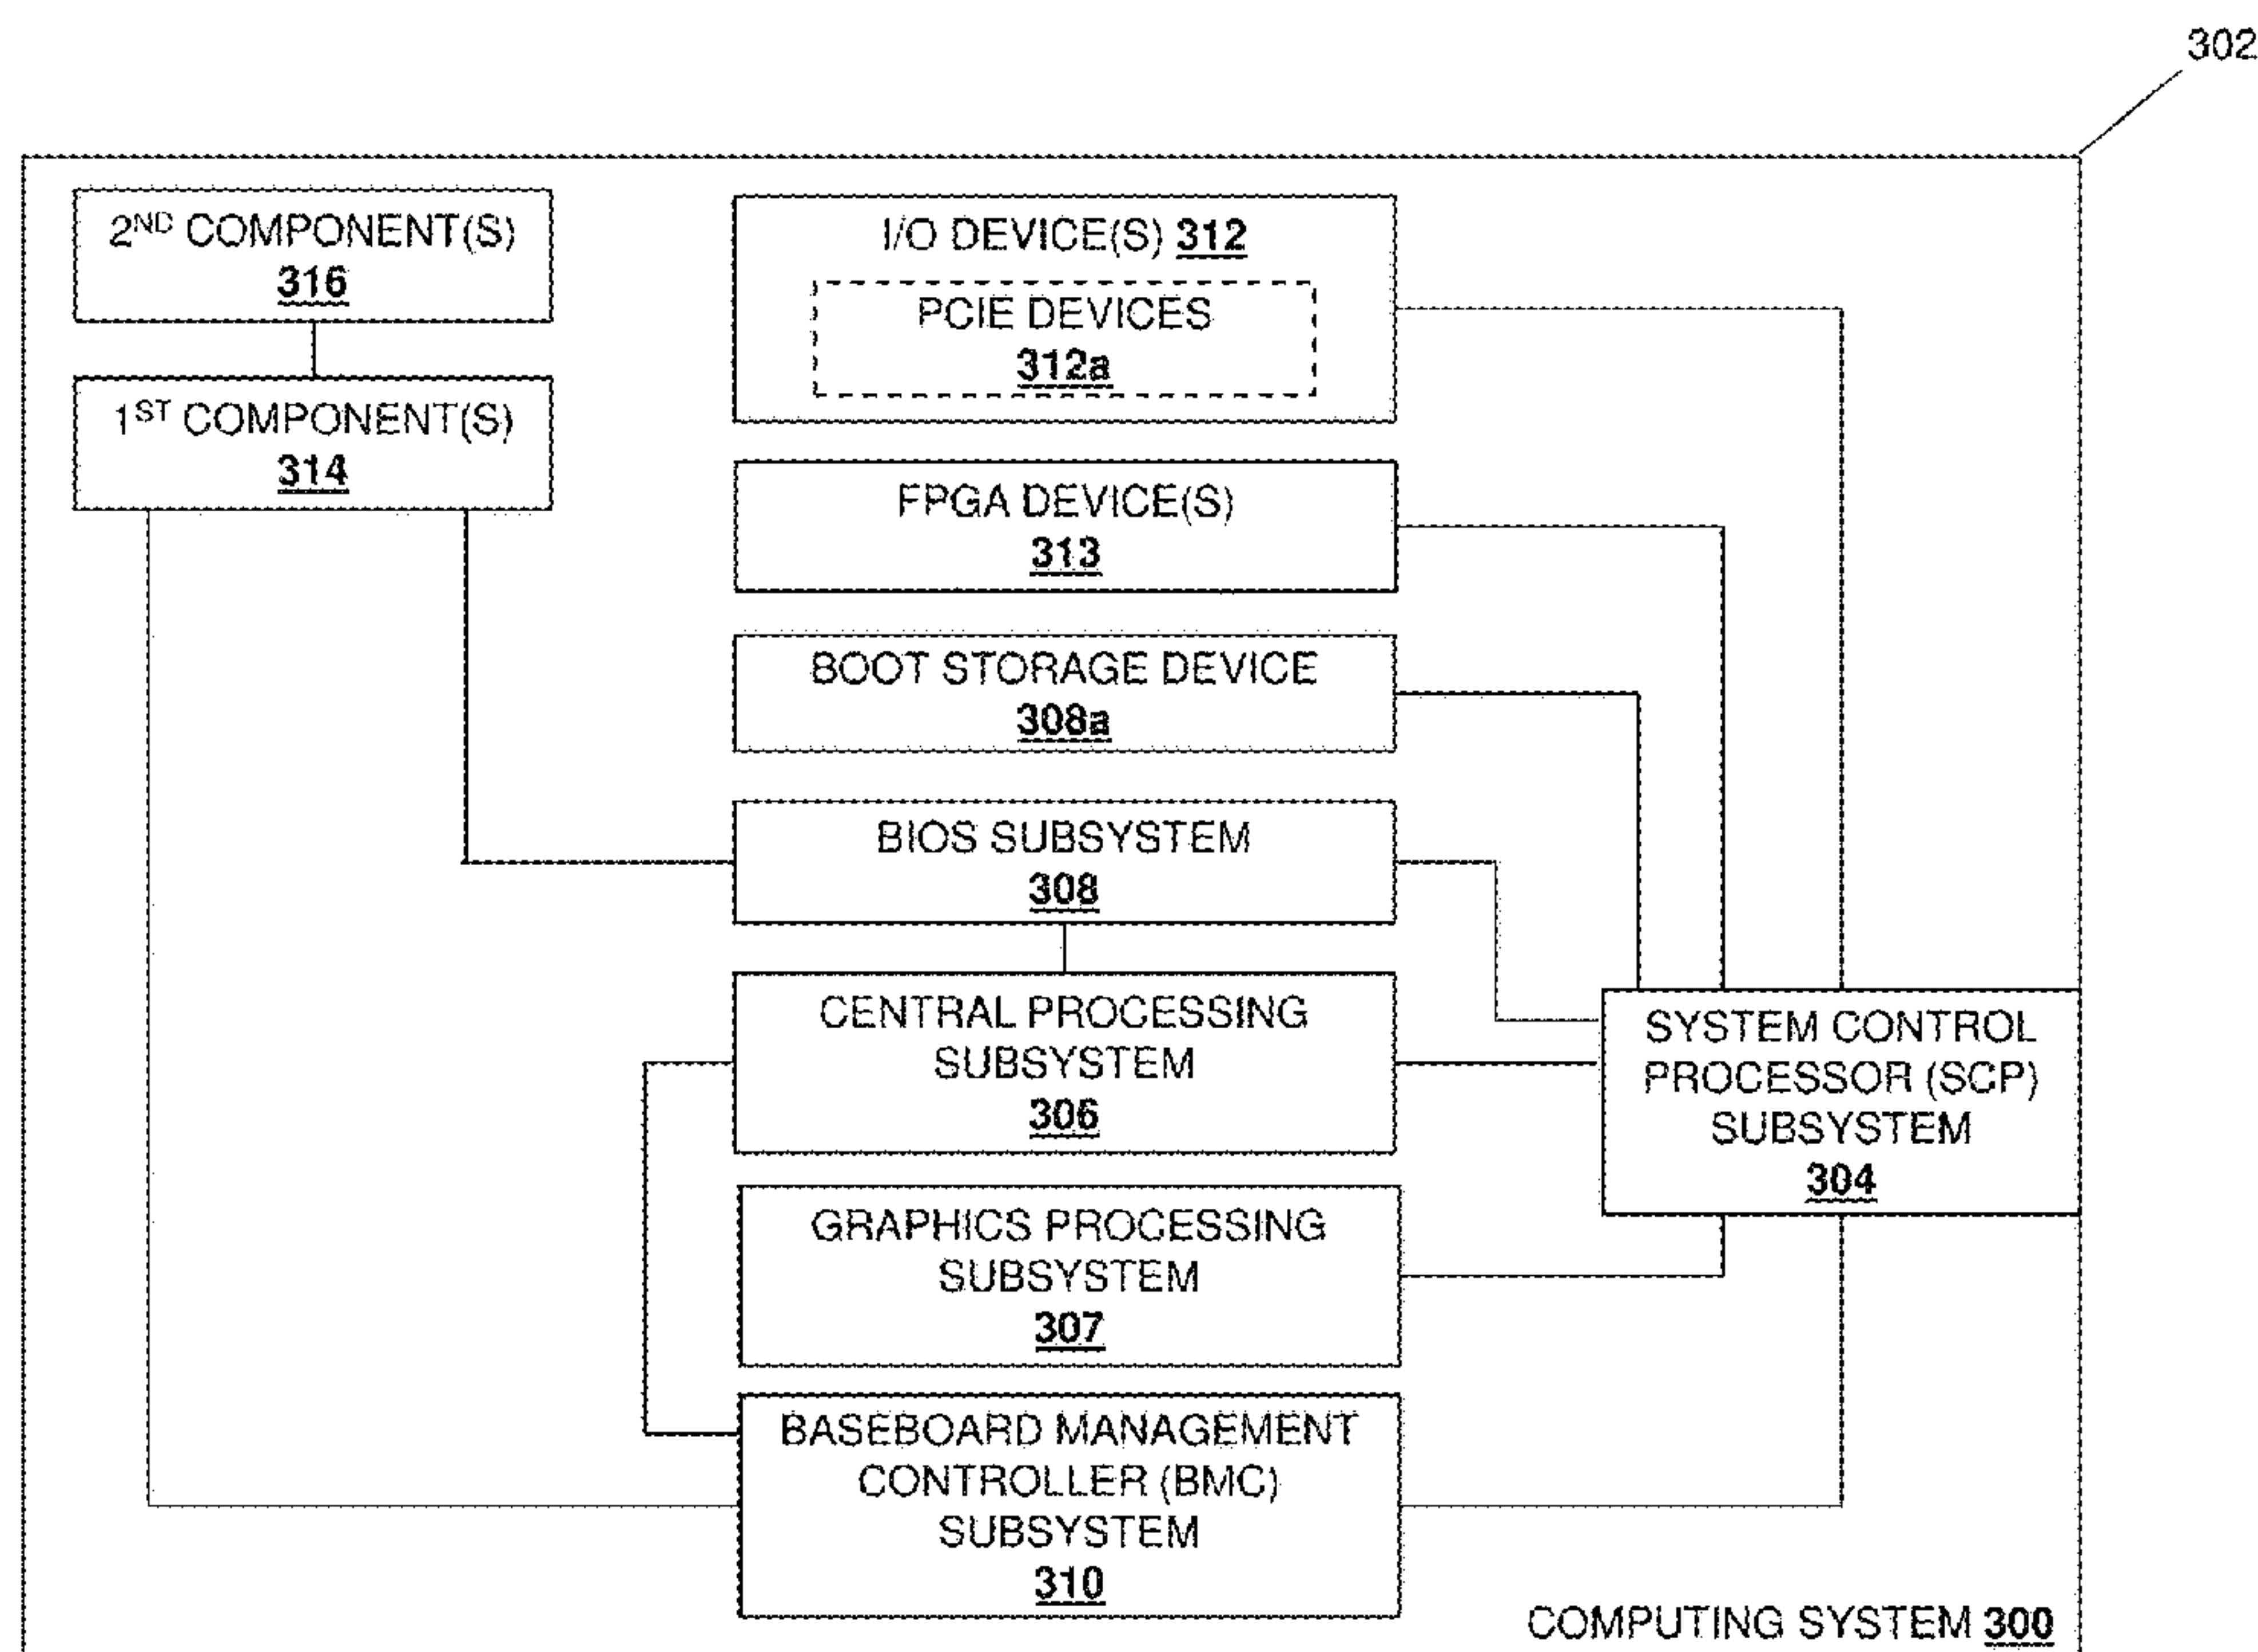 302
2ND COMPONENT(S)
316
1ST COMPONENT(S)
314
I/O DEVICE(S) 312
PCIE DEVICES
312a
FPGA DEVICE(S)
313
BOOT STORAGE DEVICE
308a
BIOS SUBSYSTEM
308
CENTRAL PROCESSING
SUBSYSTEM
306
GRAPHICS PROCESSING
SUBSYSTEM
307
BASEBOARD MANAGEMENT
CONTROLLER (BMC)
SUBSYSTEM
310
SYSTEM CONTROL
PROCESSOR (SCP)
SUBSYSTEM
304
COMPUTING SYSTEM 300